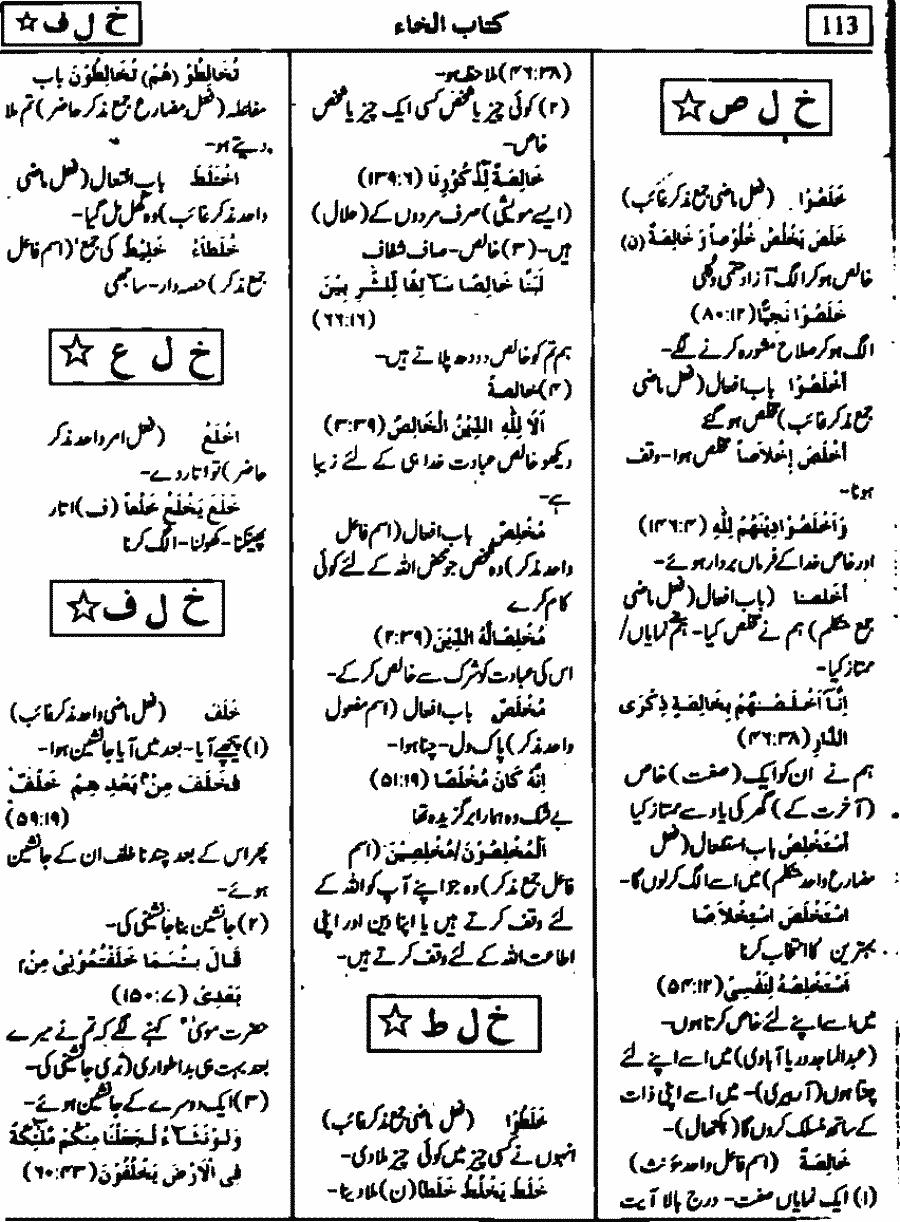 113
کتاب الخاء
خ ل ف ☆
خ ل ص ☆
خَلَصُوْا (فعل ماضی جمع مذکر غائب)
خَلَصَ یَخْلُصُ خُلُوْصاً وَ خَالِصَةً (ن)
خالص ہو کر الگ آزاد حتمی و کلی
خَلَصُوْا نَجِیًّا (۸۰:۱۲)
الگ ہو کر صلاح مشورہ کرنے لگے-
اَخْلَصُوْا باب افعال (فعل ماضی
جمع مذکر غائب) مخلص ہو گئے
اَخْلَصَ اِخْلَاصاً مخلص ہوا- وقف
ہونا-
وَاَخْلَصُوْا دِیْنَهُمْ لِلّٰهِ (۱۴۶:۴)
اور خاص خدا کے فرماں بردار ہوئے-
اَخْلَصْنَا (باب افعال (فعل ماضی
جمع متکلم) ہم نے مخلص کیا- ہم نمایاں/
ممتاز کیا-
اِنَّآ اَخْلَصْنٰهُمْ بِخَالِصَةٍ ذِکْرَی
الدَّارِ (۴۶:۳۸)
ہم نے ان کو ایک (صفت) خاص
(آخرت کے) گھر کی یاد سے ممتاز کیا
اَسْتَخْلِصُ باب استفعال (فعل
مضارع واحد متکلم) میں اسے الگ کر لوں گا-
اِسْتَخْلَصَ اِسْتِخْلَاصًا
بہترین کا انتخاب کرنا
اَسْتَخْلِصْهُ لِنَفْسِیْ (۵۴:۱۲)
میں اسے اپنے لئے خاص کرتا ہوں-
(عبدالماجد دریا آبادی) میں اسے اپنے لئے
چنتا ہوں (آربیری)- میں اسے اپنی ذات
کے ساتھ منسلک کروں گا (پکتھال)-
خَالِصَةً (اسم فاعل واحد مؤنث)
(۱) ایک نمایاں صفت- درج بالا آیت
(۴۶:۳۸) ملاحظہ ہو-
(۲) کوئی چیز یا شخص کسی ایک چیز یا شخص
خاص-
خَالِصَةً لِّذُکُوْرِنَا (۱۳۹:۶)
(ایسے مویشی) صرف مردوں کے (حلال)
ہیں- (۳) خالص- صاف شفاف
لَبَنًا خَالِصًا سَآئِغًا لِّلشّٰرِبِیْنَ
(۶۶:۱۶)
ہم تم کو خالص دودھ پلاتے ہیں-
(۴) خالصةً
اَلَا لِلّٰهِ الدِّیْنُ الْخَالِصُ (۳:۳۹)
دیکھو خالص عبادت خدا ہی کے لئے زیبا
ہے-
مُخْلِصٌ باب افعال (اسم فاعل
واحد مذکر) وہ شخص جو محض اللہ کے لئے کوئی
کام کرے
مُخْلِصًا لَّهُ الدِّیْنَ (۲:۳۹)
اس کی عبادت کو شرک سے خالص کر کے-
مُخْلَصٌ باب افعال (اسم مفعول
واحد مذکر) پاک دل- چنا ہوا-
اِنَّهٗ کَانَ مُخْلَصًا (۵۱:۱۹)
بے شک وہ ہمارا برگزیدہ تھا
اَلْمُخْلِصُوْنَ/مُخْلِصِیْنَ (اسم
فاعل جمع مذکر) وہ جو اپنے آپ کو اللہ کے
لئے وقف کرتے ہیں یا اپنا دین اور اپنی
اطاعت اللہ کے لئے وقف کرتے ہیں-
خ ل ط ☆
خَلَطُوْا (فعل ماضی جمع مذکر غائب)
انہوں نے کسی چیز میں کوئی چیز ملا دی-
خَلَطَ یَخْلُطُ خَلْطًا (ن) ملا دینا-
تُخَالِطُوْ (هُمْ) تُخَالِطُوْنَ باب
مفاعلہ (فعل مضارع جمع مذکر حاضر) تم ملا
دیتے ہو-
اخْتَلَطَ باب افتعال (فعل ماضی
واحد مذکر غائب) وہ گھل مل گیا-
خُلَطَآءُ خَلِیْطٌ کی جمع (اسم فاعل
جمع مذکر) حصہ دار- ساجھی
خ ل ع ☆
اخْلَعْ (فعل امر واحد مذکر
حاضر) تو اتار دے-
خَلَعَ یَخْلَعُ خَلْعاً (ف) اتار
پھینکنا- کھولنا- الگ کرنا
خ ل ف ☆
خَلَفَ (فعل ماضی واحد مذکر غائب)
(۱) پیچھے آیا- بعد میں آیا جانشین ہوا-
فَخَلَفَ مِنْ بَعْدِهِمْ خَلْفٌ
(۵۹:۱۹)
پھر اس کے بعد چند ناخلف ان کے جانشین
ہوئے-
(۲) جانشین بنا جانشینی کی-
قَالَ بِئْسَمَا خَلَفْتُمُوْنِیْ مِنْ
بَعْدِیْ (۱۵۰:۷)
حضرت موسیٰؑ کہنے لگے کہ تم نے میرے
بعد بہت ہی بد اطواری (بُری جانشینی کی-
(۳) ایک دوسرے کے جانشین ہوئے-
وَلَوْ نَشَآءُ لَجَعَلْنَا مِنْکُمْ مَّلٰٓئِکَةً
فِی الْاَرْضِ یَخْلُفُوْنَ (۶۰:۴۳)